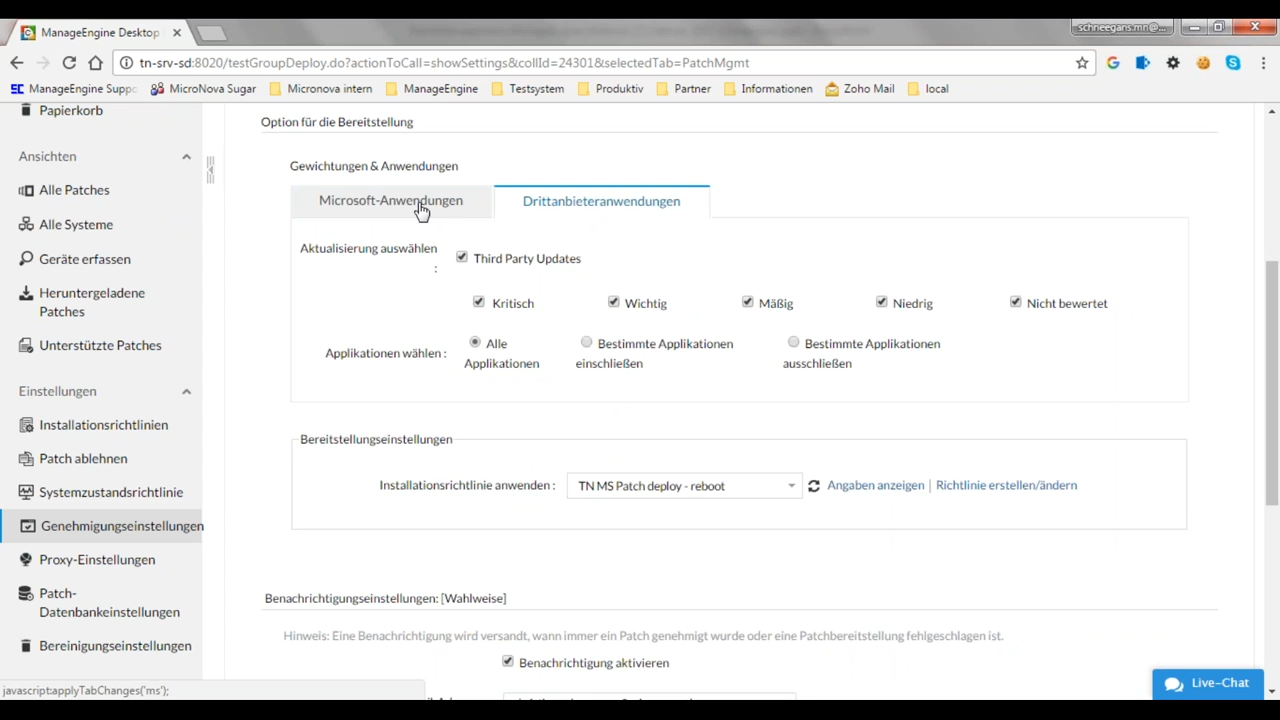 ManageEngine Desktop
schneegans.mn@...
tn-srv-sd:8020/testGroupDeploy.do?actionToCall=showSettings&collId=24301&selectedTab=PatchMgmt
ManageEngine Suppo
MicroNova Sugar
Micronova intern
ManageEngine
Testsystem
Produktiv
Partner
Informationen
Zoho Mail
local
Papierkorb
Ansichten
Alle Patches
Alle Systeme
Geräte erfassen
Heruntergeladene
Patches
Unterstützte Patches
Einstellungen
Installationsrichtlinien
Patch ablehnen
Systemzustandsrichtlinie
Genehmigungseinstellungen
Proxy-Einstellungen
Patch-
Datenbankeinstellungen
Bereinigungseinstellungen
javascript:applyTabChanges('ms');
Option für die Bereitstellung
Gewichtungen & Anwendungen
Microsoft-Anwendungen
Drittanbieteranwendungen
Aktualisierung auswählen
:
Third Party Updates
Kritisch
Wichtig
Mäßig
Niedrig
Nicht bewertet
Applikationen wählen :
Alle
Applikationen
Bestimmte Applikationen
einschließen
Bestimmte Applikationen
ausschließen
Bereitstellungseinstellungen
Installationsrichtlinie anwenden :
TN MS Patch deploy - reboot
Angaben anzeigen | Richtlinie erstellen/ändern
Benachrichtigungseinstellungen: [Wahlweise]
Hinweis: Eine Benachrichtigung wird versandt, wann immer ein Patch genehmigt wurde oder eine Patchbereitstellung fehlgeschlagen ist.
Benachrichtigung aktivieren
Live-Chat